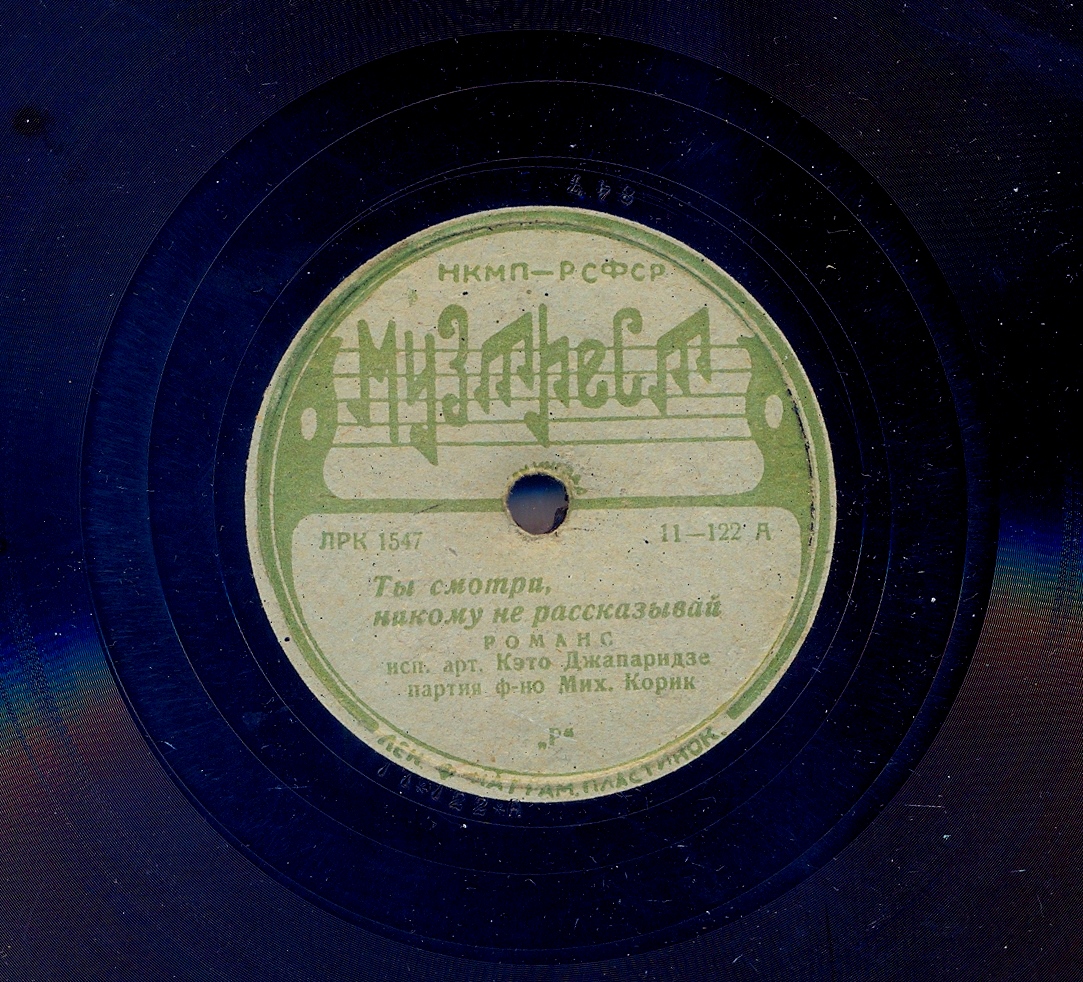 НКМП—РСФСР
Музтрест
ЛРК 1547
11—122 А
Ты смотри,
никому не рассказывай
РОМАНС
исп. арт. Кэто Джапаридзе
партия ф-но Мих. Корик
„Р“
ЛЕН. Ф-КА ГРАМ. ПЛАСТИНОК.